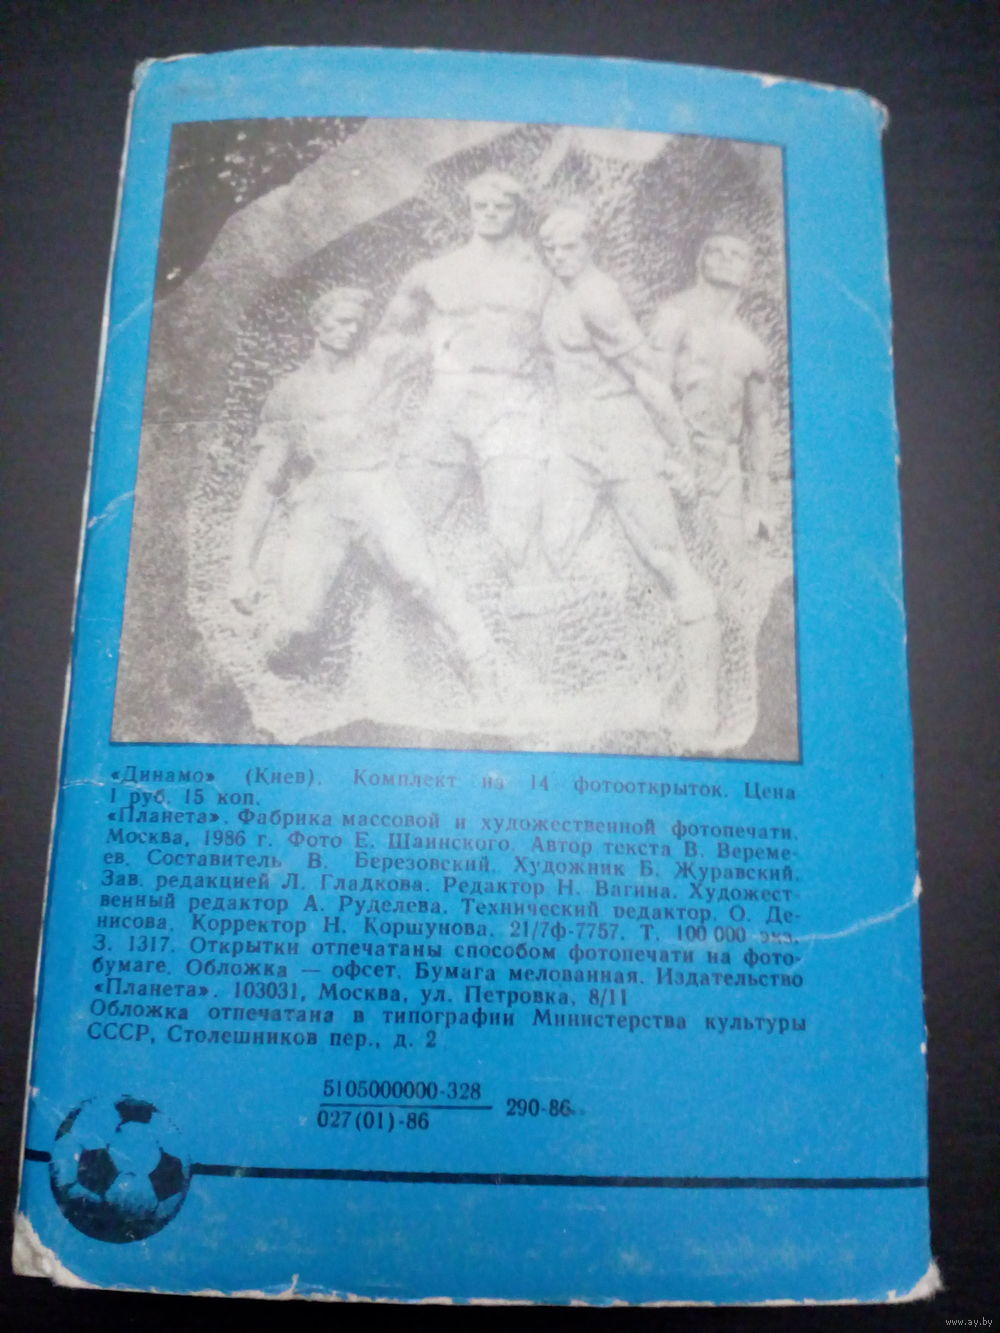 «Динамо» (Киев). Комплект из 14 фотооткрыток. Цена
1 руб. 15 коп.
«Планета». Фабрика массовой и художественной фотопечати.
Москва, 1986 г. Фото Е. Шаинского. Автор текста В. Вереме-
ев. Составитель В. Березовский. Художник Б. Журавский.
Зав. редакцией Л. Гладкова. Редактор Н. Вагина. Художест-
венный редактор А. Руделева. Технический редактор О. Де-
нисова. Корректор Н. Коршунова. 21/7ф-7757. Т. 100 000 экз.
З. 1317. Открытки отпечатаны способом фотопечати на фото-
бумаге. Обложка — офсет. Бумага мелованная. Издательство
«Планета». 103031, Москва, ул. Петровка, 8/11
Обложка отпечатана в типографии Министерства культуры
СССР, Столешников пер., д. 2
5105000000-328
027(01)-86
290-86
www.ay.by